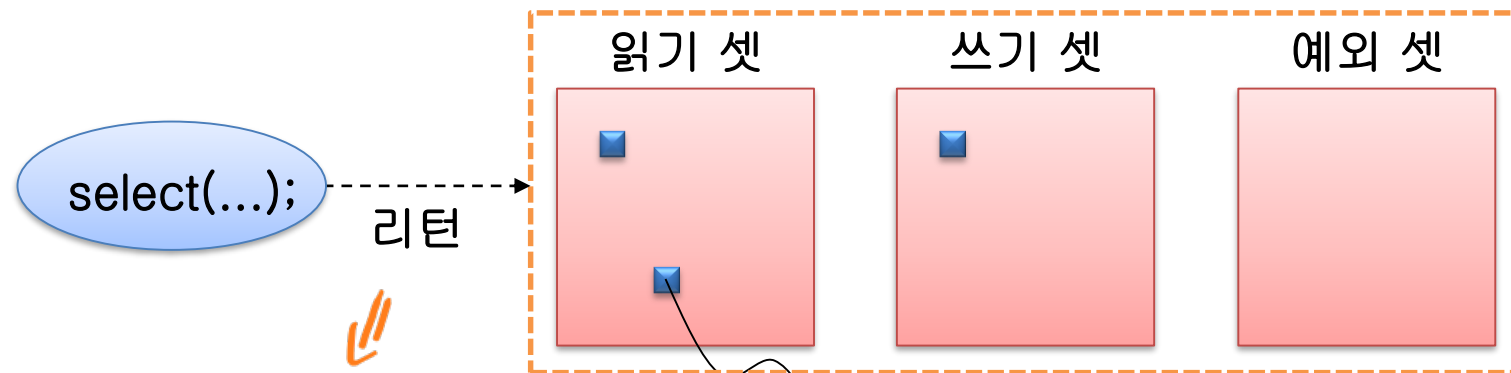 읽기 셋
쓰기 셋
예외 셋
select(...);
리턴